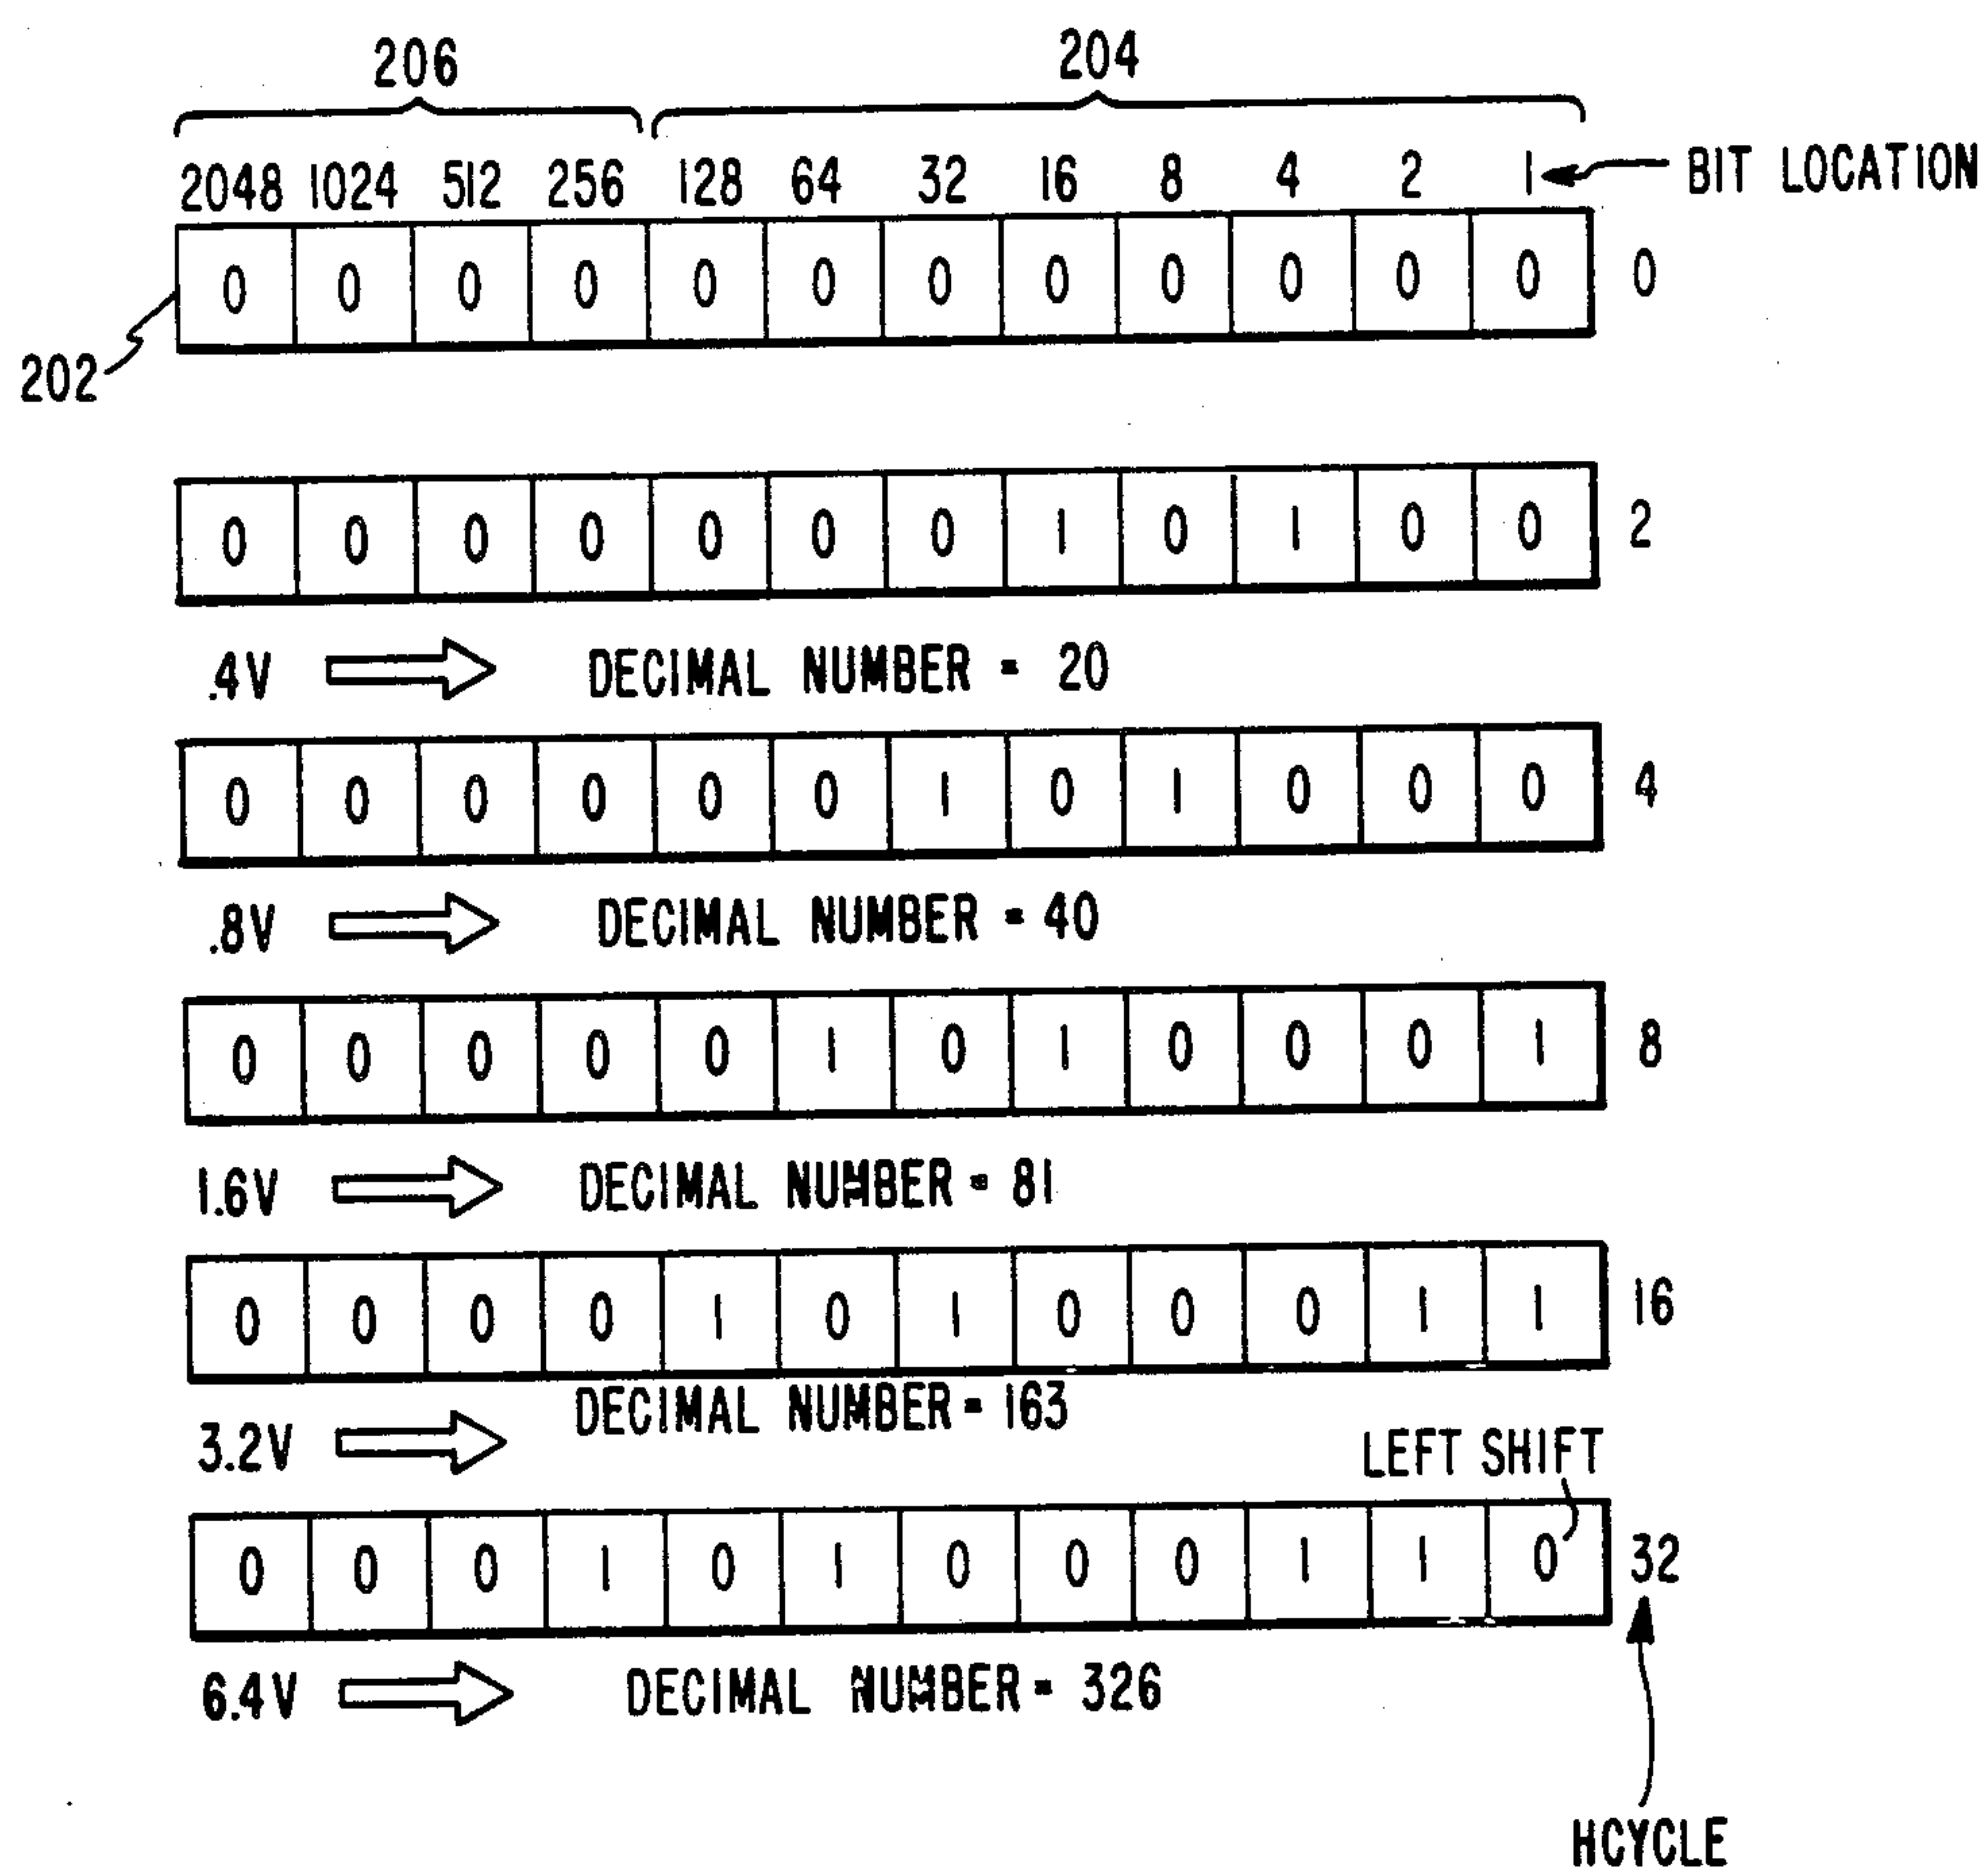 206 204
2048 1024 512 256 128 64 32 16 8 4 2 1 BIT LOCATION
0 0 0 0 0 0 0 0 0 0 0 0 0
202
0 0 0 0 0 0 0 1 0 1 0 0 2
.4V DECIMAL NUMBER = 20
0 0 0 0 0 0 1 0 1 0 0 0 4
.8V DECIMAL NUMBER = 40
0 0 0 0 0 1 0 1 0 0 0 1 8
1.6V DECIMAL NUMBER = 81
0 0 0 0 1 0 1 0 0 0 1 1 16
3.2V DECIMAL NUMBER = 163
LEFT SHIFT
0 0 0 1 0 1 0 0 0 1 1 0 32
6.4V DECIMAL NUMBER = 326
HCYCLE